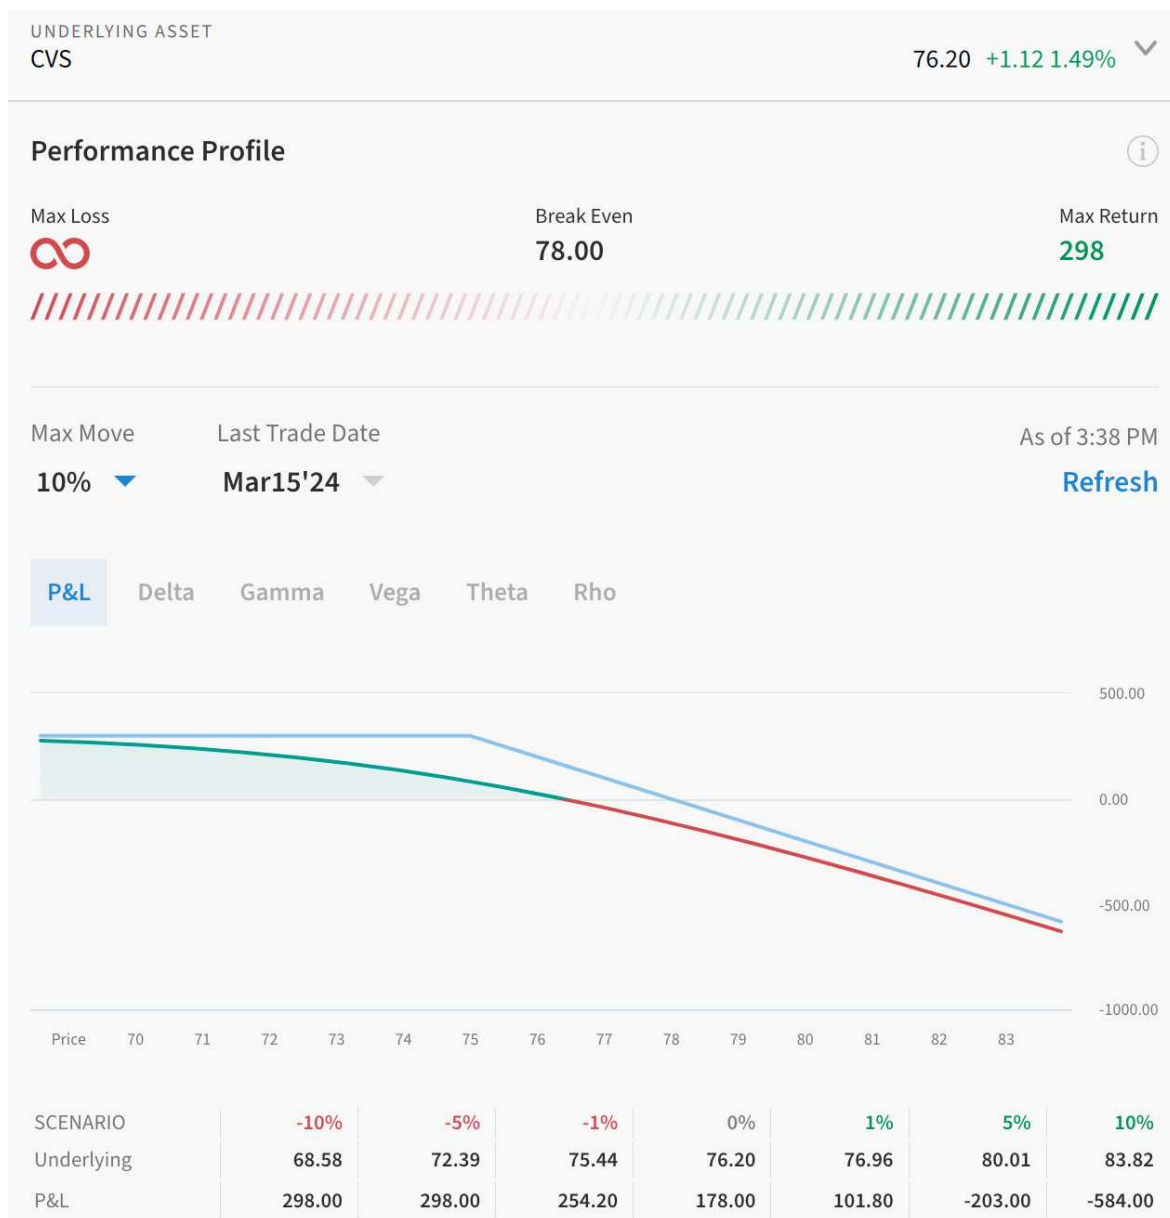 UNDERLYING ASSET
CVS
76.20 +1.12 1.49%
Performance Profile
Max Loss Break Even Max Return
78.00 298
Max Move Last Trade Date As of 3:38 PM
10% Mar15'24 Refresh
P&L Delta Gamma Vega Theta Rho
500.00
0.00
-500.00
-1000.00
Price 70 71 72 73 74 75 76 77 78 79 80 81 82 83
SCENARIO -10% -5% -1% 0% 1% 5% 10%
Underlying 68.58 72.39 75.44 76.20 76.96 80.01 83.82
P&L 298.00 298.00 254.20 178.00 101.80 -203.00 -584.00